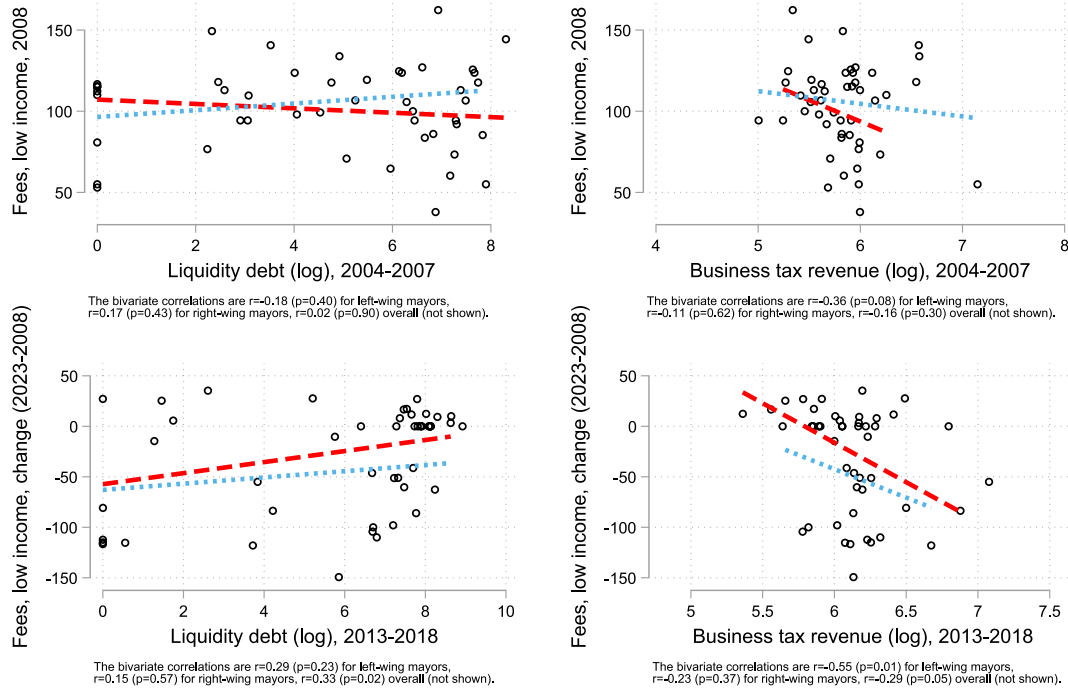 Fees, low income, 2008
150
100
50
0
2
4
6
8
Liquidity debt (log), 2004-2007
The bivariate correlations are r=-0.18 (p=0.40) for left-wing mayors,
r=0.17 (p=0.43) for right-wing mayors, r=0.02 (p=0.90) overall (not shown).
Fees, low income, 2008
150
100
50
4
5
6
7
8
Business tax revenue (log), 2004-2007
The bivariate correlations are r=-0.36 (p=0.08) for left-wing mayors,
r=-0.11 (p=0.62) for right-wing mayors, r=-0.16 (p=0.30) overall (not shown).
Fees, low income, change (2023-2008)
50
0
-50
-100
-150
0
2
4
6
8
10
Liquidity debt (log), 2013-2018
The bivariate correlations are r=0.29 (p=0.23) for left-wing mayors,
r=0.15 (p=0.57) for right-wing mayors, r=0.33 (p=0.02) overall (not shown).
Fees, low income, change (2023-2008)
50
0
-50
-100
-150
5
5.5
6
6.5
7
7.5
Business tax revenue (log), 2013-2018
The bivariate correlations are r=-0.55 (p=0.01) for left-wing mayors,
r=-0.23 (p=0.37) for right-wing mayors, r=-0.29 (p=0.05) overall (not shown).